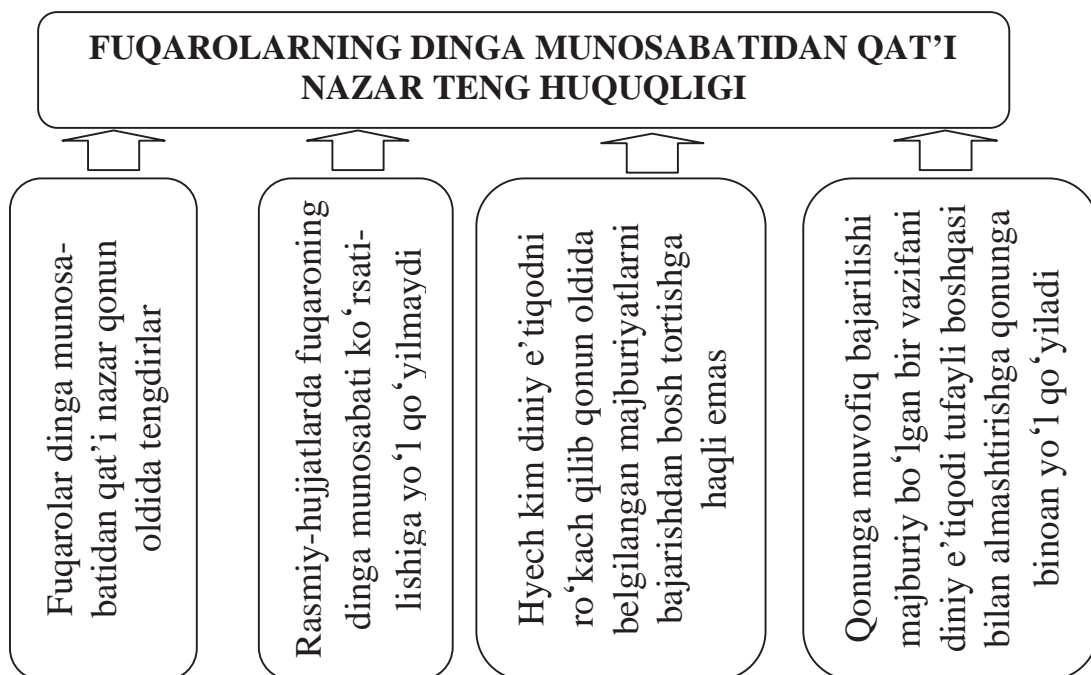 FUQAROLARNING DINGA MUNOSABATIDAN QAT’I
NAZAR TENG HUQUQLIGI
Fuqarolar dinga munosa-
batidan qat’i nazar qonun
oldida tengdirlar
Rasmiy-hujjatlarda fuqaroning
dinga munosabati ko‘rsati-
lishiga yo‘l qo‘yilmaydi
Hyech kim diniy e’tiqodni
ro‘kach qilib qonun oldida
belgilangan majburiyatlarni
bajarishdan bosh tortishga
haqli emas
Qonunga muvofiq bajarilishi
majburiy bo‘lgan bir vazifani
diniy e’tiqodi tufayli boshqasi
bilan almashtirishga qonunga
binoan yo‘l qo‘yiladi